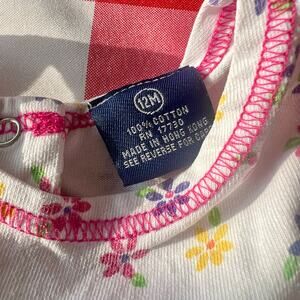 12M
100% COTTON
RN 17730
MADE IN HONG KONG
SEE REVERSE FOR CARE